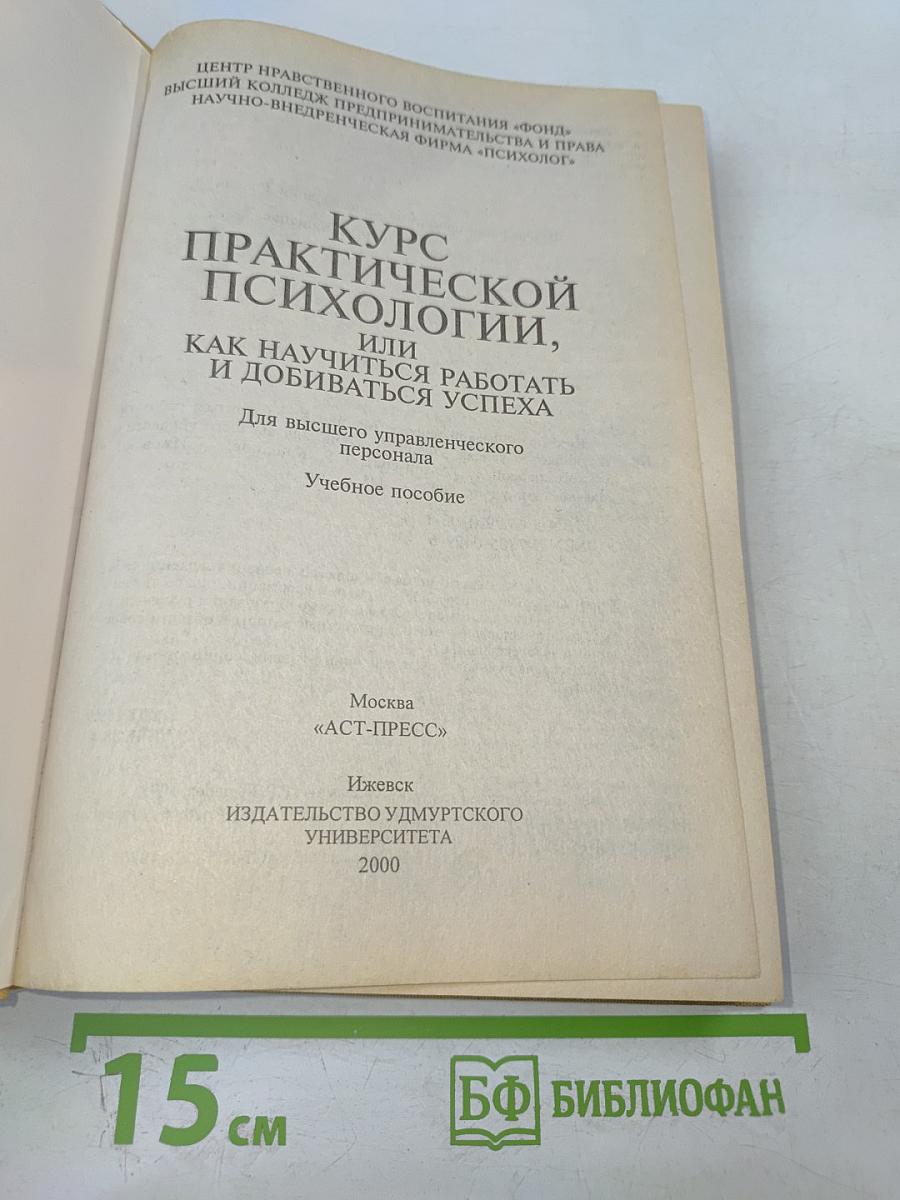 ЦЕНТР НРАВСТВЕННОГО ВОСПИТАНИЯ «ФОНД»
ВЫСШИЙ КОЛЛЕДЖ ПРЕДПРИНИМАТЕЛЬСТВА И ПРАВА
НАУЧНО-ВНЕДРЕНЧЕСКАЯ ФИРМА «ПСИХОЛОГ»
КУРС
ПРАКТИЧЕСКОЙ
ПСИХОЛОГИИ,
ИЛИ
КАК НАУЧИТЬСЯ РАБОТАТЬ
И ДОБИВАТЬСЯ УСПЕХА
Для высшего управленческого
персонала
Учебное пособие
Москва
«АСТ-ПРЕСС»
Ижевск
ИЗДАТЕЛЬСТВО УДМУРТСКОГО
УНИВЕРСИТЕТА
2000
15 см
БФ БИБЛИОФАН